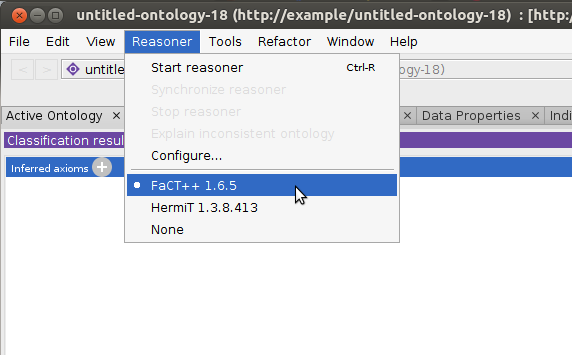 untitled-ontology-18 (http://example/untitled-ontology-18) : [http:/
File Edit View Reasoner Tools Refactor Window Help
< > untitle ogy-18)
Start reasoner Ctrl-R
Synchronize reasoner
Stop reasoner
Explain inconsistent ontology
Configure...
Active Ontology × × Data Properties × Indi
Classification resul
Inferred axioms +
FaCT++ 1.6.5
HermiT 1.3.8.413
None